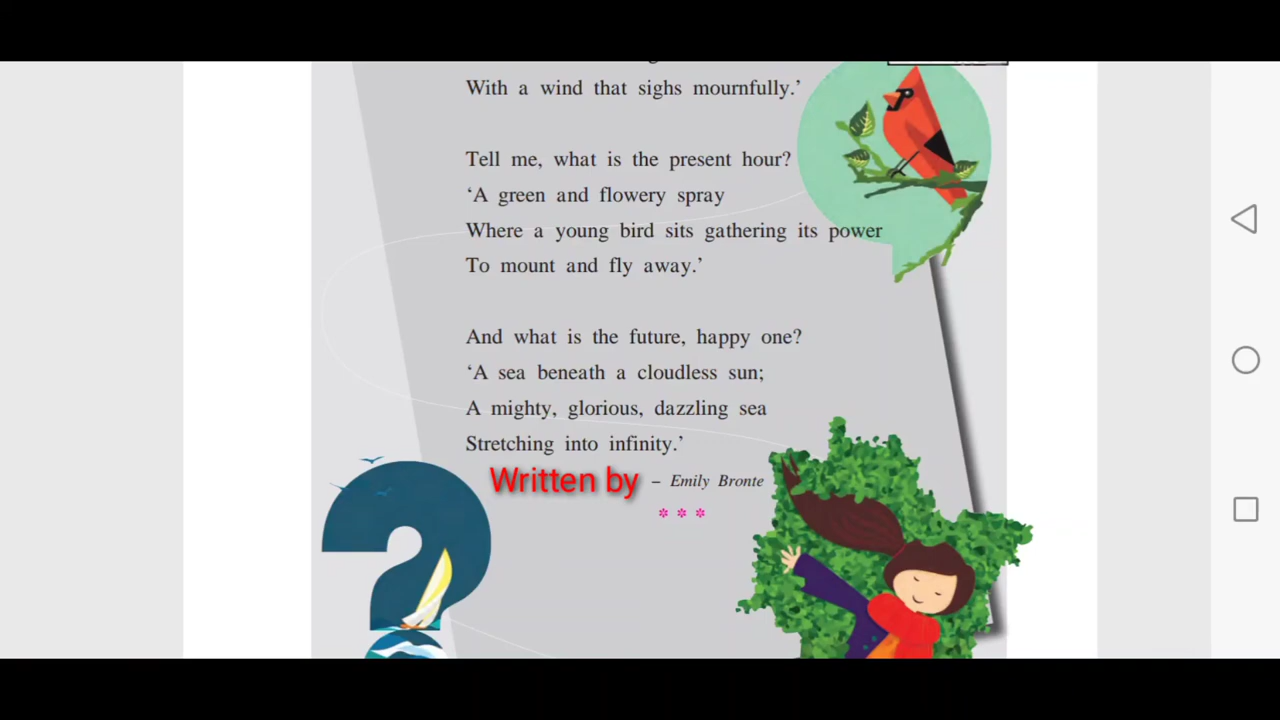 With a wind that sighs mournfully.’
Tell me, what is the present hour?
‘A green and flowery spray
Where a young bird sits gathering its power
To mount and fly away.’
And what is the future, happy one?
‘A sea beneath a cloudless sun;
A mighty, glorious, dazzling sea
Stretching into infinity.’
Written by – Emily Bronte